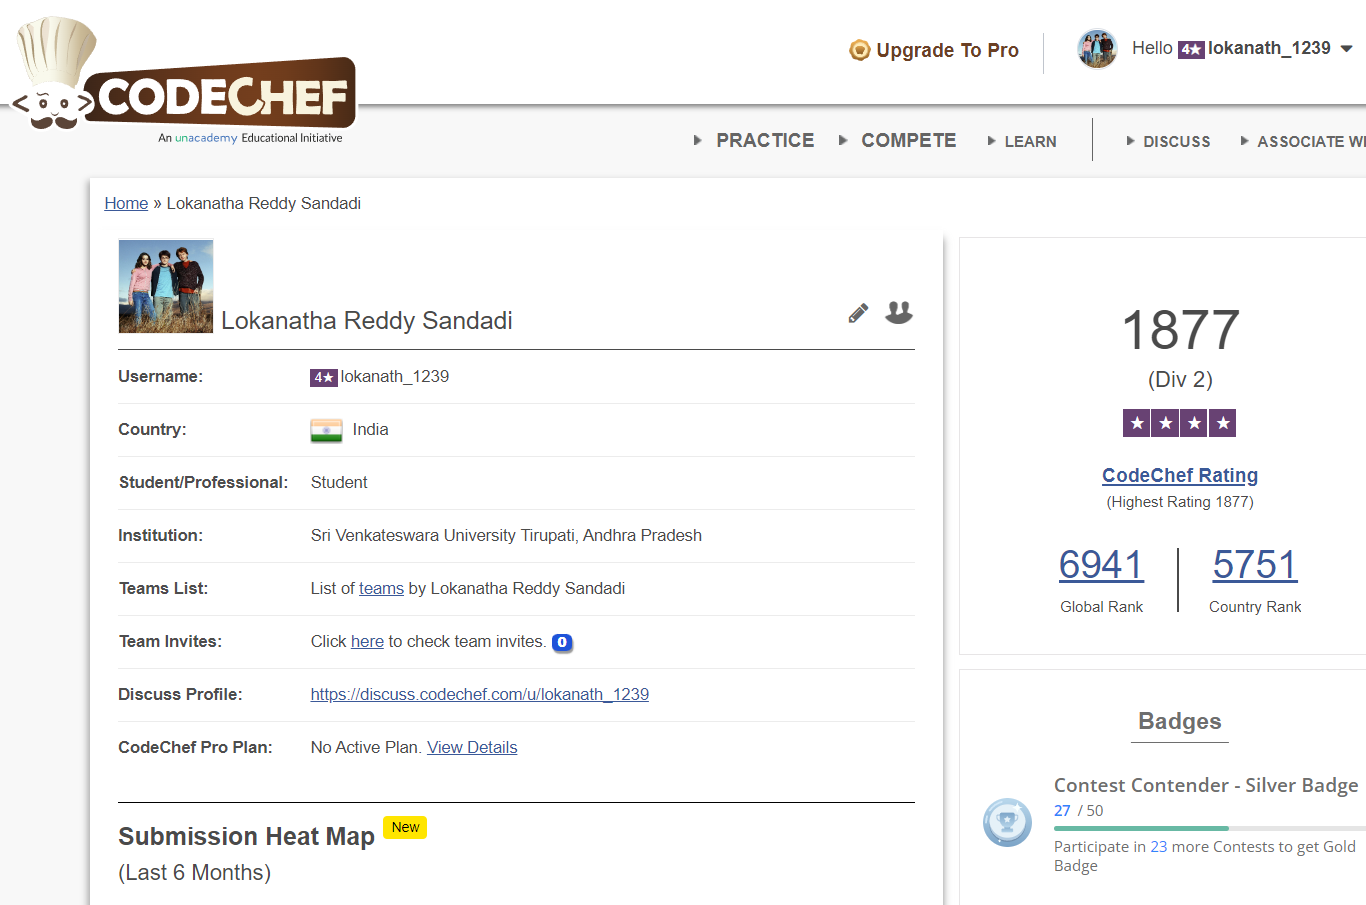 Upgrade To Pro
Hello 4★ lokanath_1239
CODECHEF
An unacademy Educational Initiative
PRACTICE
COMPETE
LEARN
DISCUSS
ASSOCIATE WI
Home » Lokanatha Reddy Sandadi
Lokanatha Reddy Sandadi
Username: 4★ lokanath_1239
Country: India
Student/Professional: Student
Institution: Sri Venkateswara University Tirupati, Andhra Pradesh
Teams List: List of teams by Lokanatha Reddy Sandadi
Team Invites: Click here to check team invites. 0
Discuss Profile: https://discuss.codechef.com/u/lokanath_1239
CodeChef Pro Plan: No Active Plan. View Details
Submission Heat Map New
(Last 6 Months)
1877
(Div 2)
★ ★ ★ ★
CodeChef Rating
(Highest Rating 1877)
6941 5751
Global Rank Country Rank
Badges
Contest Contender - Silver Badge
27 / 50
Participate in 23 more Contests to get Gold
Badge